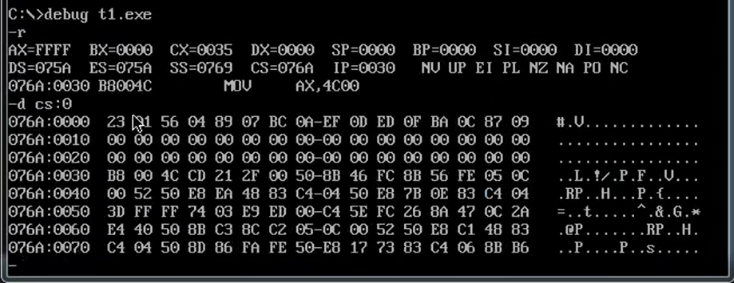 C:\>debug t1.exe
-r
AX=FFFF BX=0000 CX=0035 DX=0000 SP=0000 BP=0000 SI=0000 DI=0000
DS=075A ES=075A SS=0769 CS=076A IP=0030 NV UP EI PL NZ NA PO NC
076A:0030 B8004C MOV AX,4C00
-d cs:0
076A:0000 23 01 56 04 89 07 BC 0A-EF 0D ED 0F BA 0C 87 09 #.V.............
076A:0010 00 00 00 00 00 00 00 00 00 00 00 00 00 00 00 00 ................
076A:0020 00 00 00 00 00 00 00 00 00 00 00 00 00 00 00 00 ................
076A:0030 B8 00 4C CD 21 2F 00 50-8B 46 FC 8B 56 FE 05 0C ..L.!/.P.F..V...
076A:0040 00 52 50 E8 EA 48 83 C4-04 50 E8 7B 0E 83 C4 04 .RP..H...P.{....
076A:0050 3D FF FF 74 03 E9 ED 00-C4 5E FC 26 8A 47 0C 2A =..t.....^.&.G.*
076A:0060 E4 40 50 8B C3 8C C2 05-0C 00 52 50 E8 C1 48 83 .@P.......RP..H.
076A:0070 C4 04 50 8D 86 FA FE 50-E8 17 73 83 C4 06 8B B6 ..P....P..s.....
-